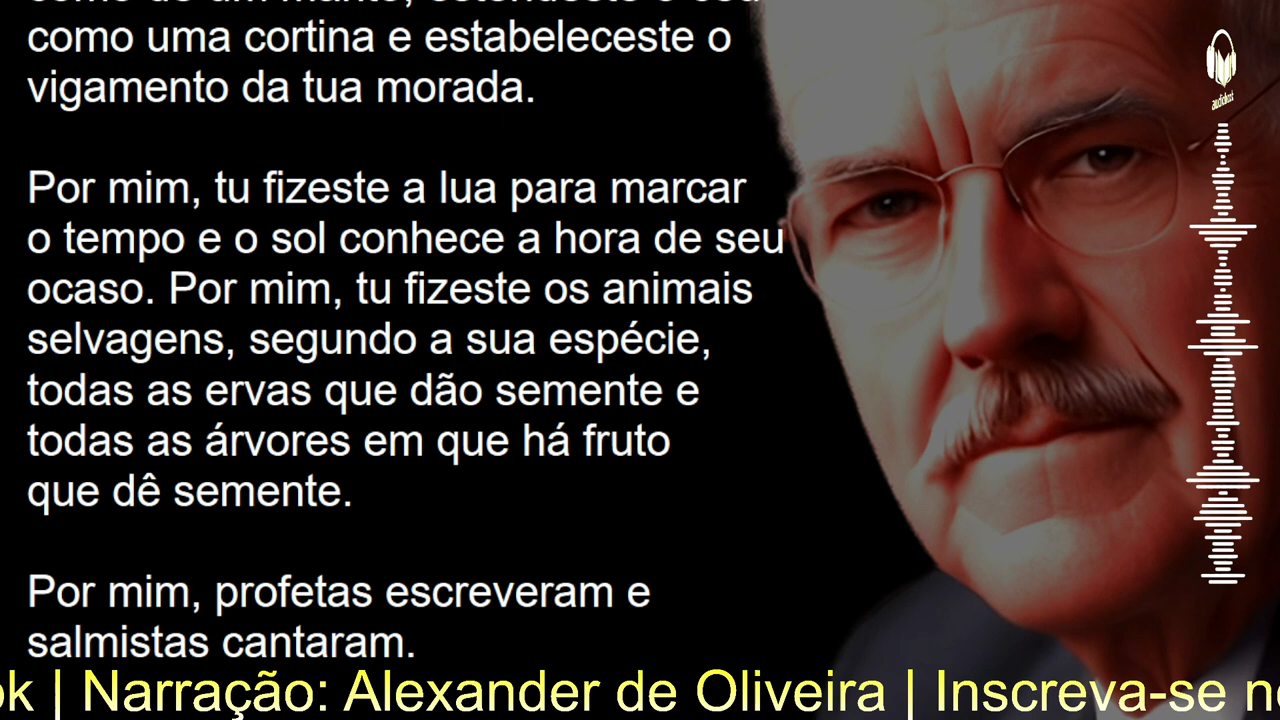 como uma cortina e estabeleceste o
vigamento da tua morada.
Por mim, tu fizeste a lua para marcar
o tempo e o sol conhece a hora de seu
ocaso. Por mim, tu fizeste os animais
selvagens, segundo a sua espécie,
todas as ervas que dão semente e
todas as árvores em que há fruto
que dê semente.
Por mim, profetas escreveram e
salmistas cantaram.
ok | Narração: Alexander de Oliveira | Inscreva-se no